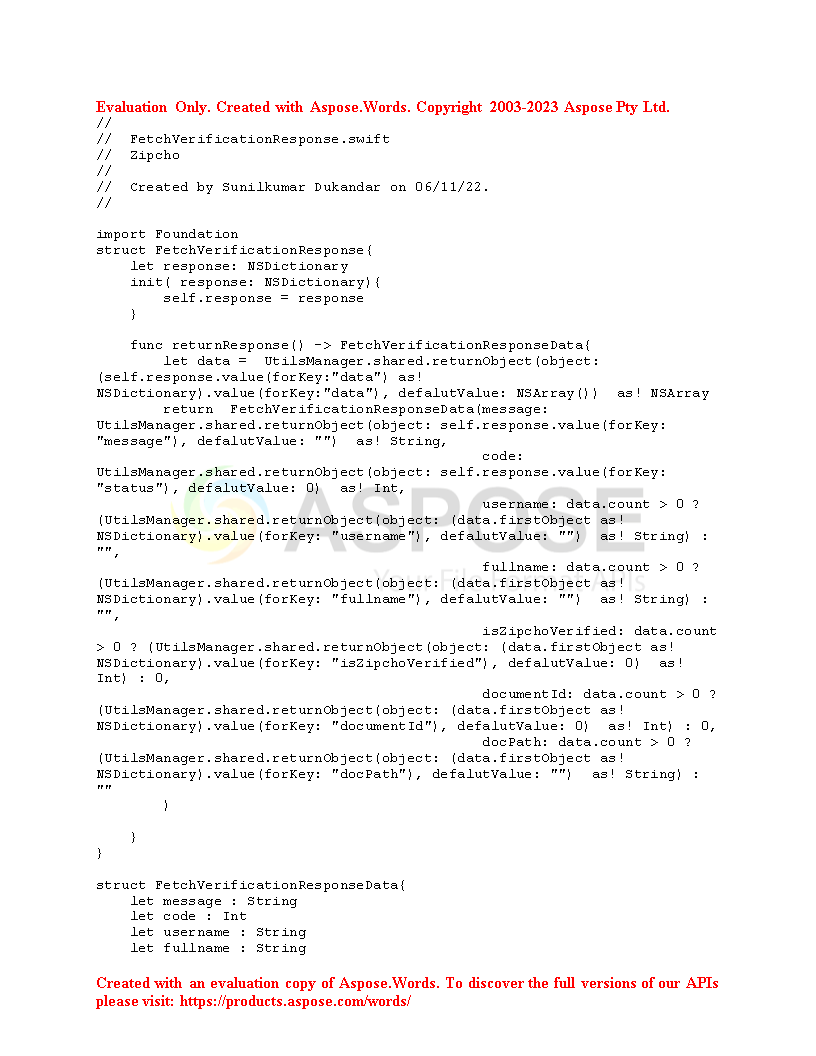 Evaluation Only. Created with Aspose.Words. Copyright 2003-2023 Aspose Pty Ltd.
//
//  FetchVerificationResponse.swift
//  Zipcho
//
//  Created by Sunilkumar Dukandar on 06/11/22.
//

import Foundation
struct FetchVerificationResponse{
    let response: NSDictionary
    init( response: NSDictionary){
        self.response = response
    }

    func returnResponse() -> FetchVerificationResponseData{
        let data =  UtilsManager.shared.returnObject(object:
(self.response.value(forKey:"data") as!
NSDictionary).value(forKey:"data"), defalutValue: NSArray())  as! NSArray
        return  FetchVerificationResponseData(message:
UtilsManager.shared.returnObject(object: self.response.value(forKey:
"message"), defalutValue: "")  as! String,
                                              code:
UtilsManager.shared.returnObject(object: self.response.value(forKey:
"status"), defalutValue: 0)  as! Int,
                                              username: data.count > 0 ?
(UtilsManager.shared.returnObject(object: (data.firstObject as!
NSDictionary).value(forKey: "username"), defalutValue: "")  as! String) :
"",
                                              fullname: data.count > 0 ?
(UtilsManager.shared.returnObject(object: (data.firstObject as!
NSDictionary).value(forKey: "fullname"), defalutValue: "")  as! String) :
"",
                                              isZipchoVerified: data.count
> 0 ? (UtilsManager.shared.returnObject(object: (data.firstObject as!
NSDictionary).value(forKey: "isZipchoVerified"), defalutValue: 0)  as!
Int) : 0,
                                              documentId: data.count > 0 ?
(UtilsManager.shared.returnObject(object: (data.firstObject as!
NSDictionary).value(forKey: "documentId"), defalutValue: 0)  as! Int) : 0,
                                              docPath: data.count > 0 ?
(UtilsManager.shared.returnObject(object: (data.firstObject as!
NSDictionary).value(forKey: "docPath"), defalutValue: "")  as! String) :
""
        )

    }
}

struct FetchVerificationResponseData{
    let message : String
    let code : Int
    let username : String
    let fullname : String
ASPOSE
Created with an evaluation copy of Aspose.Words. To discover the full versions of our APIs
please visit: https://products.aspose.com/words/